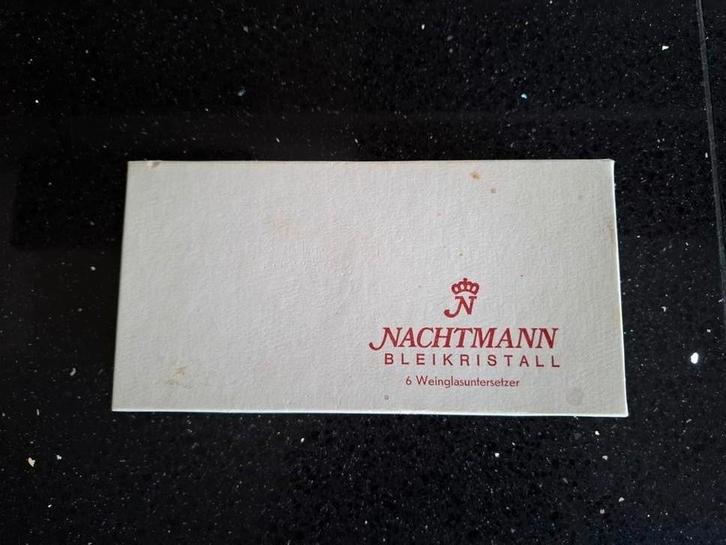 N
NACHTMANN
BLEIKRISTALL
6 Weinglasuntersetzer